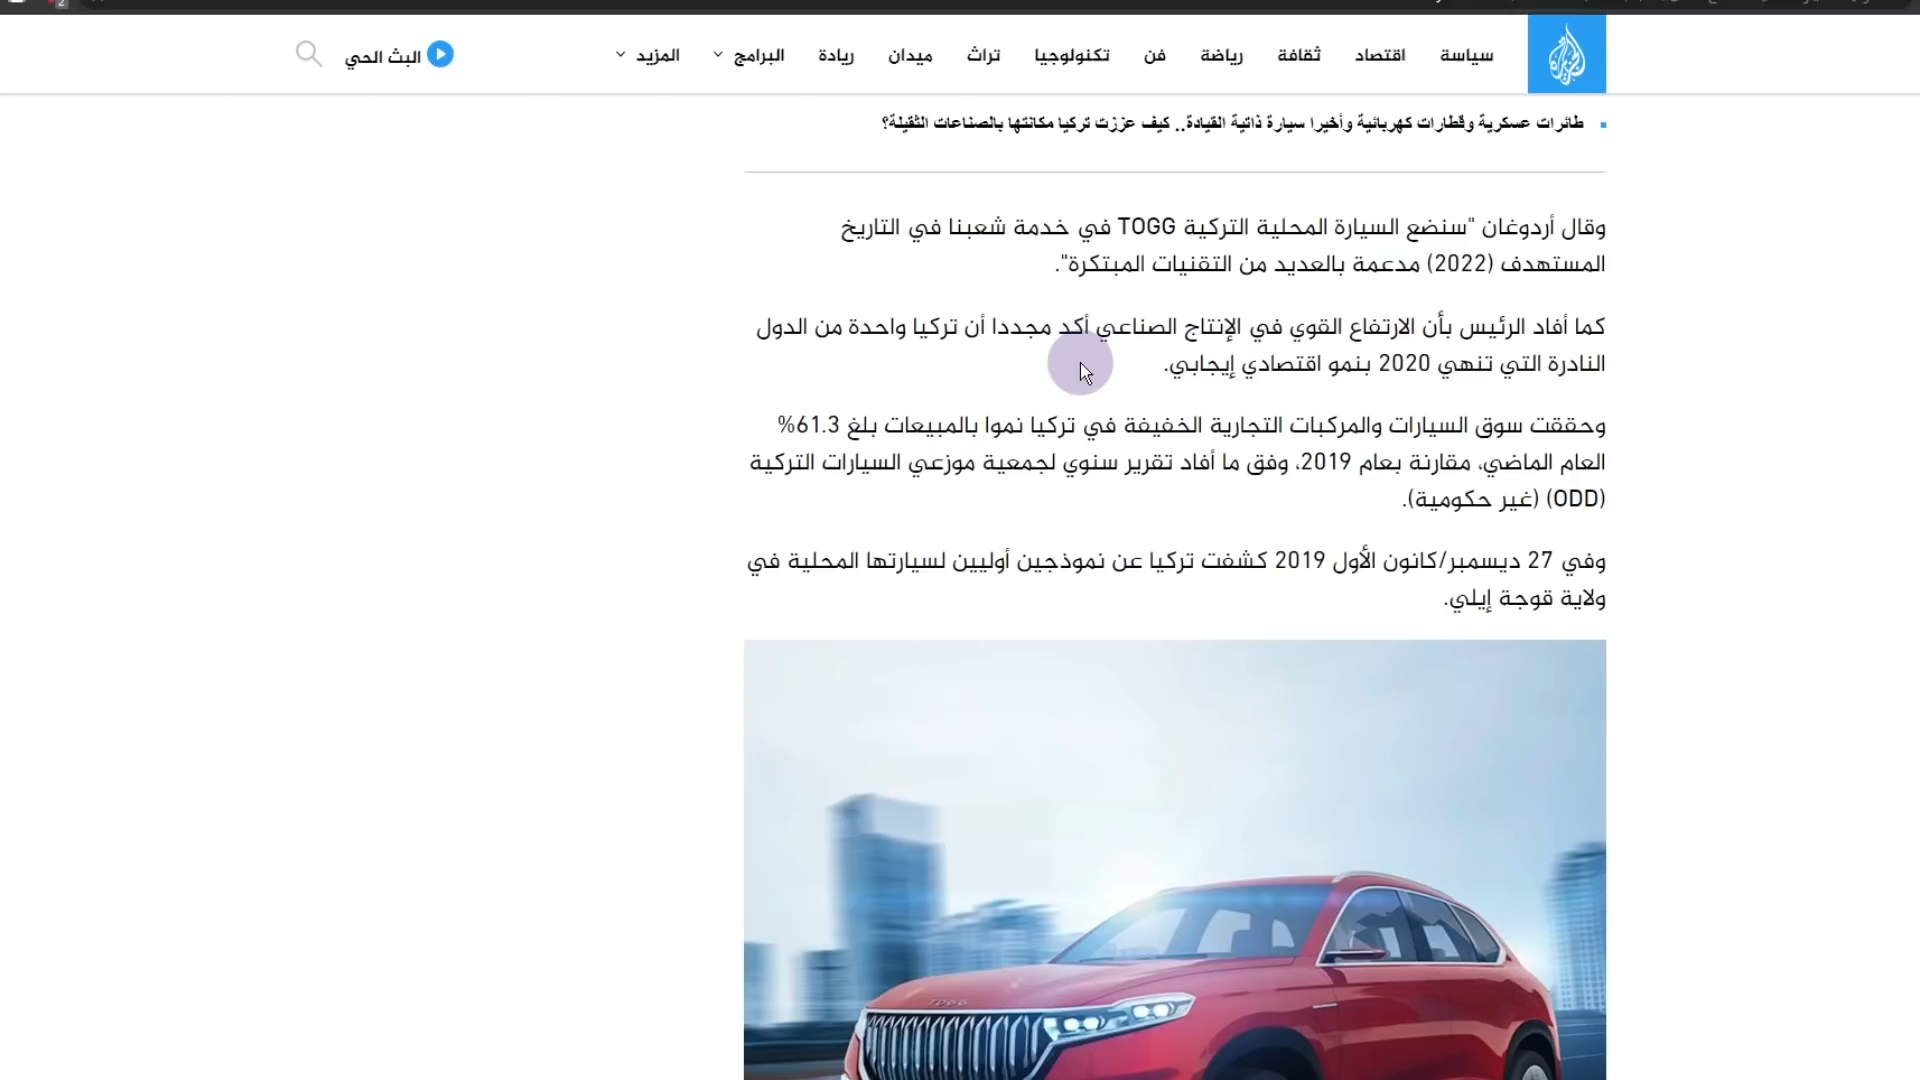 سياسة اقتصاد ثقافة رياضة فن تكنولوجيا تراث ميدان ريادة البرامج المزيد البث الحي
طائرات عسكرية وقطارات كهربائية وأخيرا سيارة ذاتية القيادة.. كيف عززت تركيا مكانتها بالصناعات الثقيلة؟
وقال أردوغان "سنضع السيارة المحلية التركية TOGG في خدمة شعبنا في التاريخ
المستهدف (2022) مدعمة بالعديد من التقنيات المبتكرة".
كما أفاد الرئيس بأن الارتفاع القوي في الإنتاج الصناعي أكد مجددا أن تركيا واحدة من الدول
النادرة التي تنهي 2020 بنمو اقتصادي إيجابي.
وحققت سوق السيارات والمركبات التجارية الخفيفة في تركيا نموا بالمبيعات بلغ 61.3%
العام الماضي، مقارنة بعام 2019، وفق ما أفاد تقرير سنوي لجمعية موزعي السيارات التركية
(ODD) (غير حكومية).
وفي 27 ديسمبر/كانون الأول 2019 كشفت تركيا عن نموذجين أوليين لسيارتها المحلية في
ولاية قوجة إيلي.
TOGG